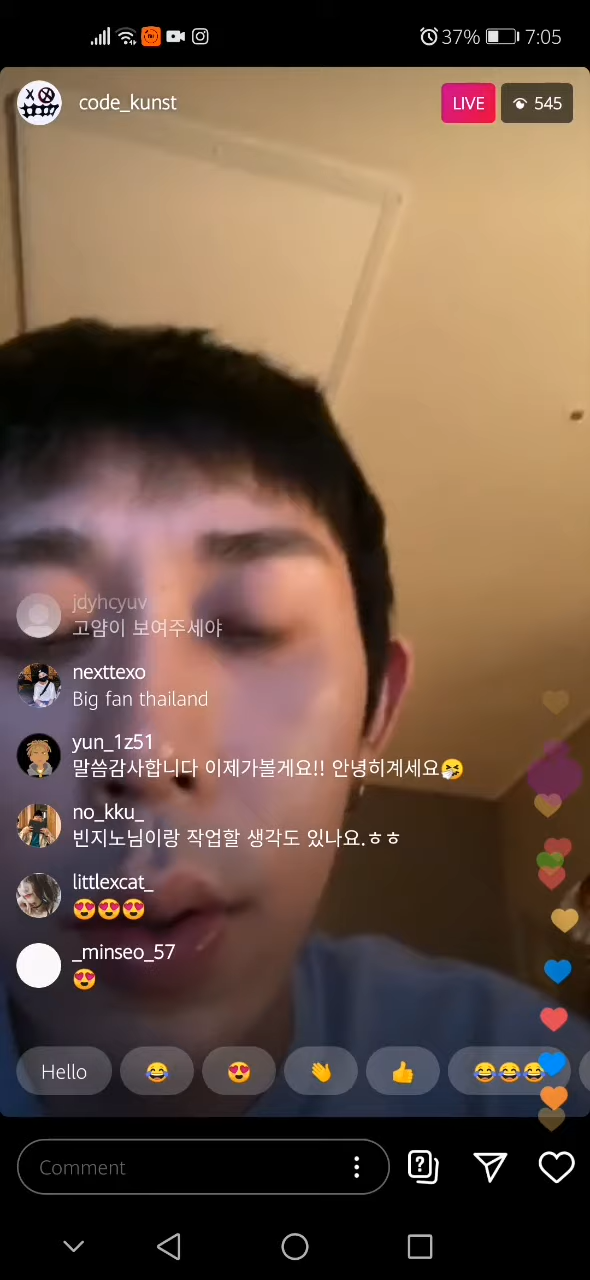 37% 7:05
code_kunst
LIVE
545
jdyhcyuv
고얌이 보여주세야
nexttexo
Big fan thailand
yun_1z51
말씀감사합니다 이제가볼게요!! 안녕히계세요🤧
no_kku_
빈지노님이랑 작업할 생각도 있나요.ㅎㅎ
littlexcat_
😍😍😍
_minseo_57
😍
Hello 😂 😍 👋 👍 😂😂😂
Comment